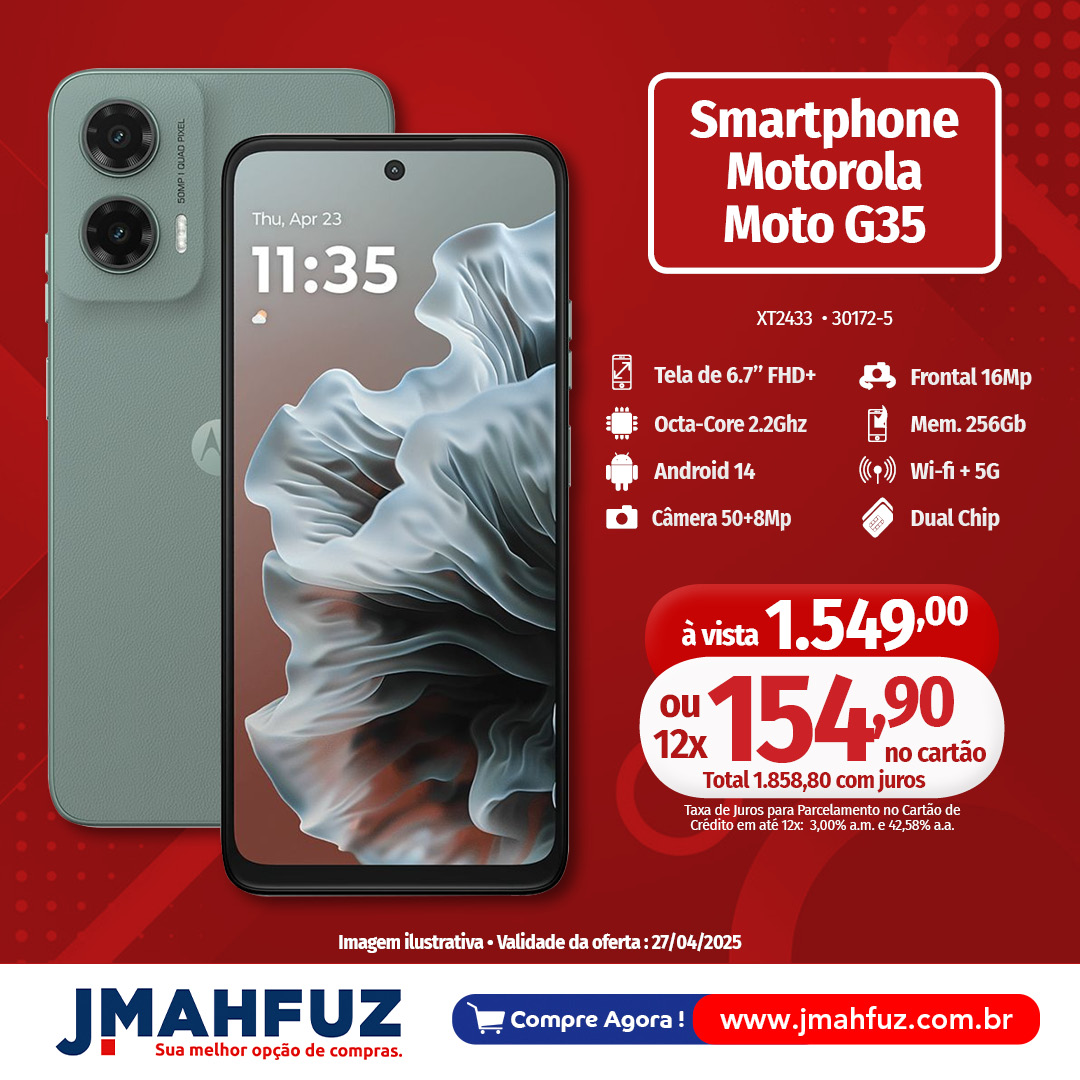 50MP | QUAD PIXEL
Thu, Apr 23
11:35
Smartphone
Motorola
Moto G35
XT2433 • 30172-5
Tela de 6.7” FHD+
Octa-Core 2.2Ghz
Android 14
Câmera 50+8Mp
Frontal 16Mp
Mem. 256Gb
Wi-fi + 5G
Dual Chip
à vista 1.549,00
ou 12x 154,90 no cartão
Total 1.858,80 com juros
Taxa de Juros para Parcelamento no Cartão de
Crédito em até 12x: 3,00% a.m. e 42,58% a.a.
Imagem ilustrativa • Validade da oferta : 27/04/2025
JMAHFUZ
Sua melhor opção de compras.
Compre Agora !
www.jmahfuz.com.br